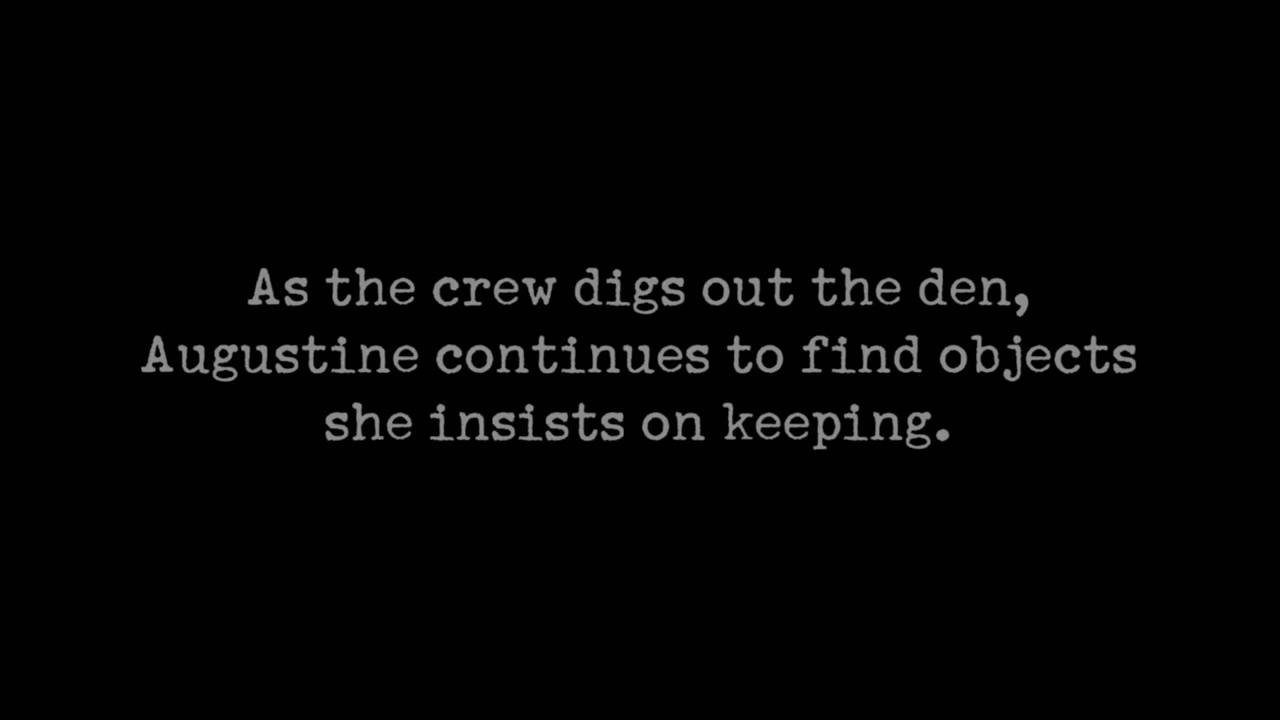 As the crew digs out the den,
Augustine continues to find objects
she insists on keeping.